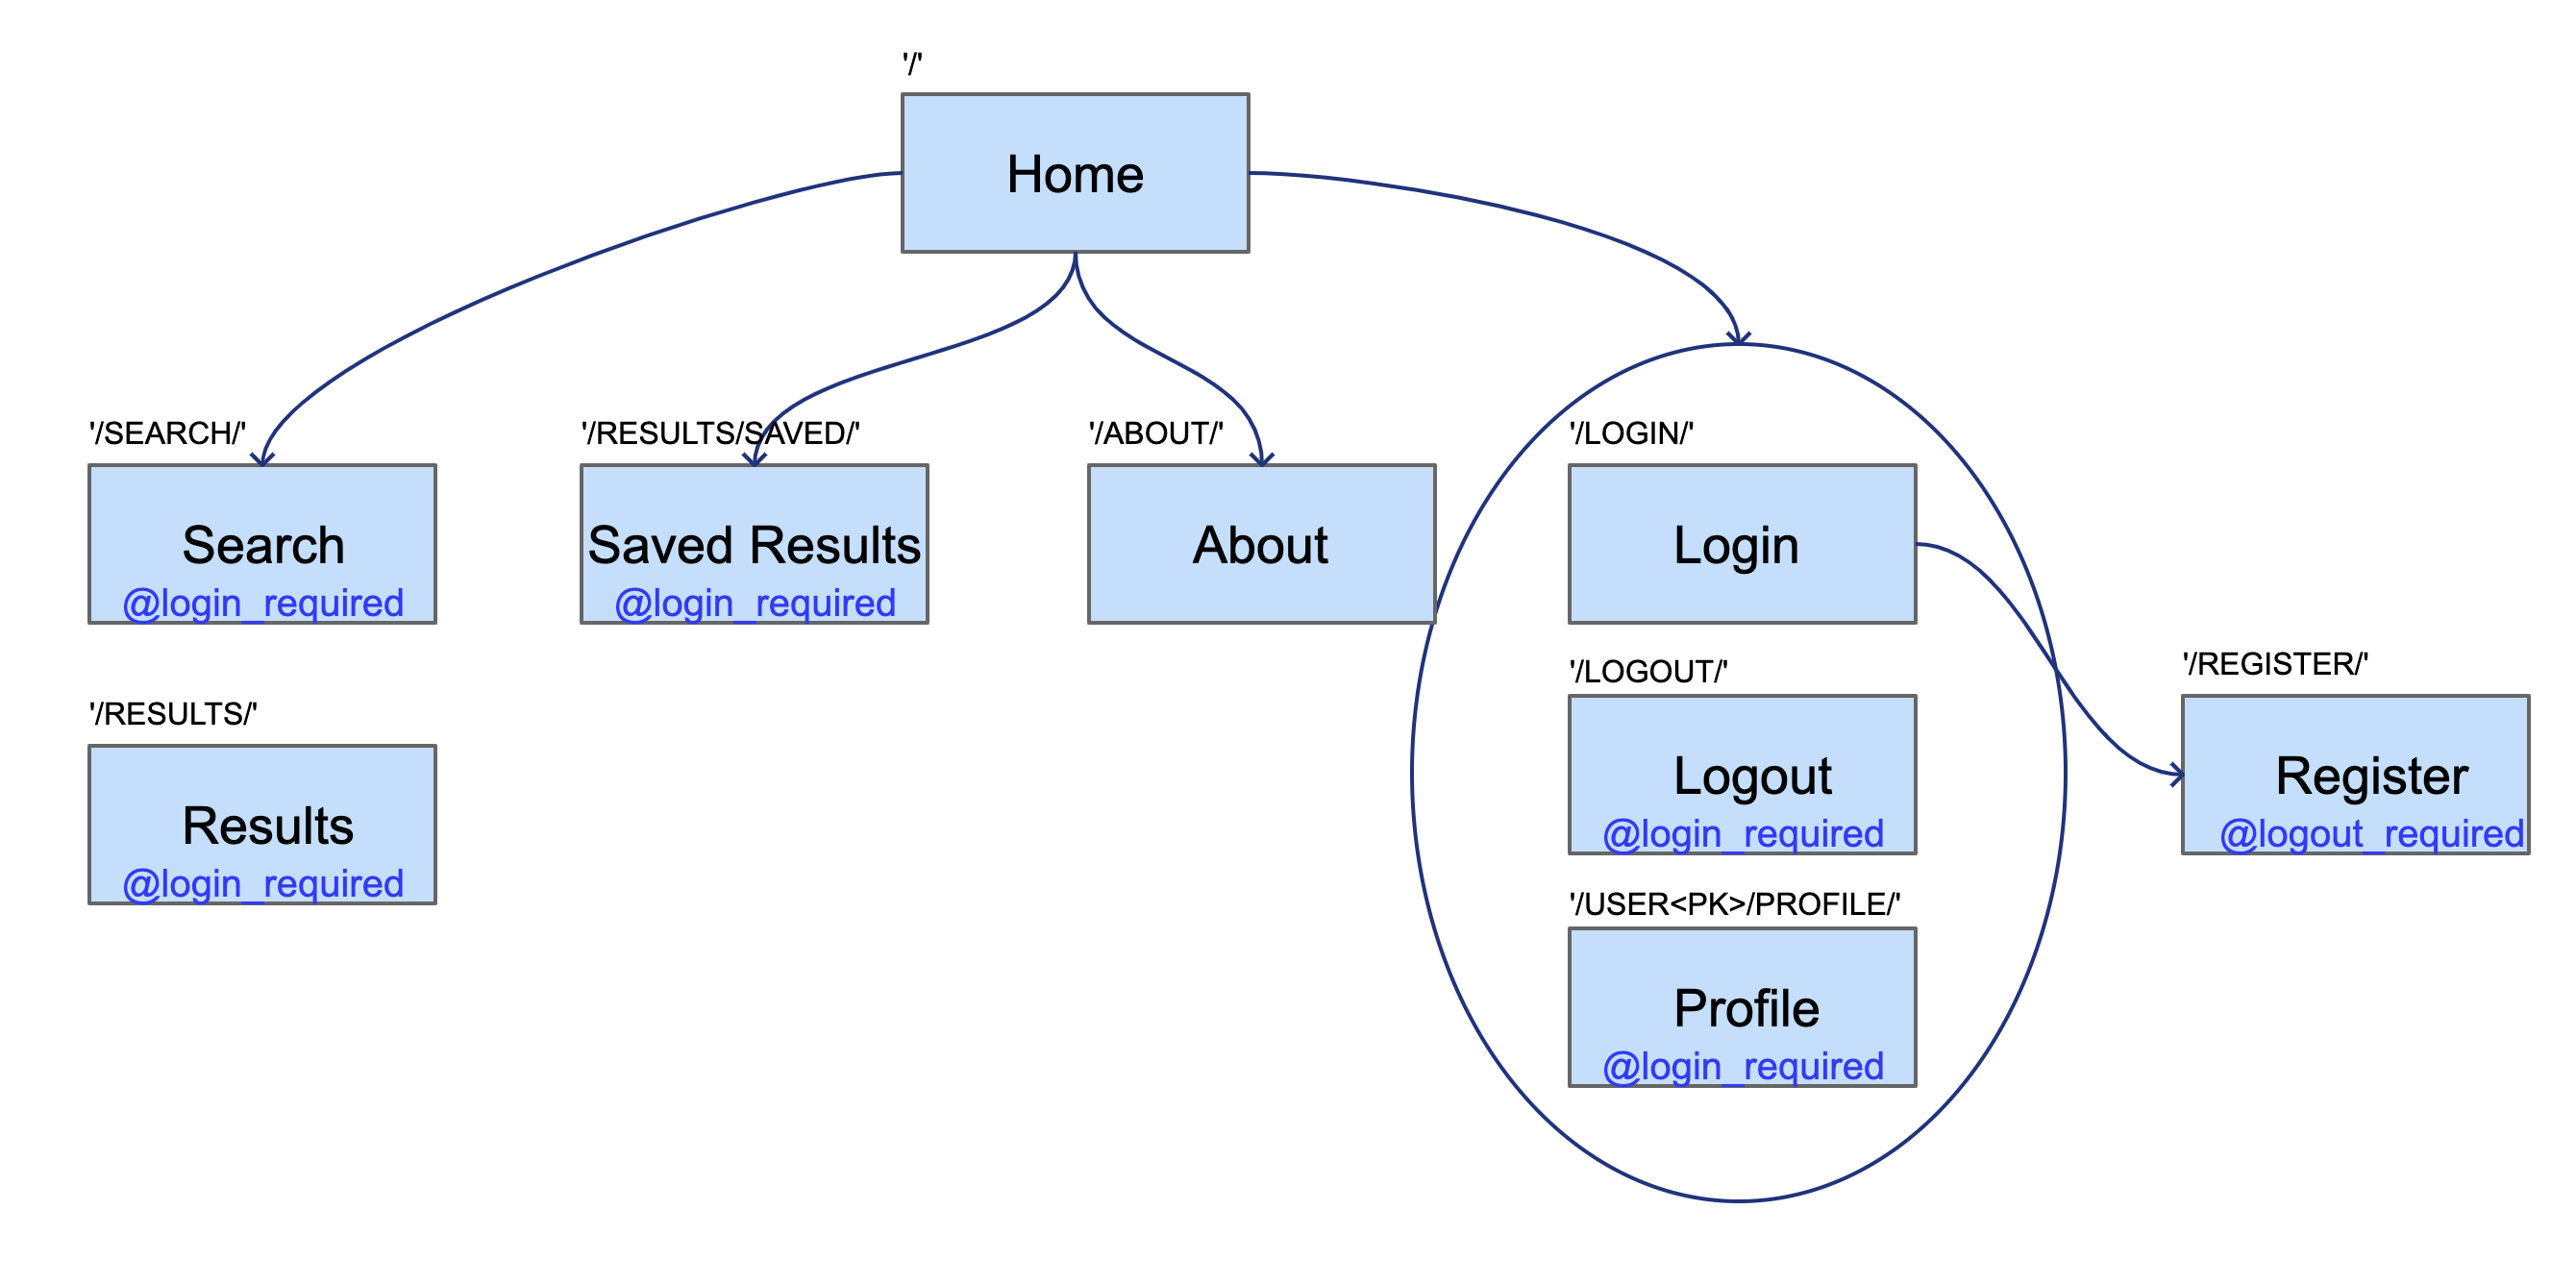 '/'
Home
'/SEARCH/'
Search
@login_required
'/RESULTS/SAVED/'
Saved Results
@login_required
'/ABOUT/'
About
'/LOGIN/'
Login
'/LOGOUT/'
Logout
@login_required
'/REGISTER/'
Register
@logout_required
'/RESULTS/'
Results
@login_required
'/USER<PK>/PROFILE/'
Profile
@login_required